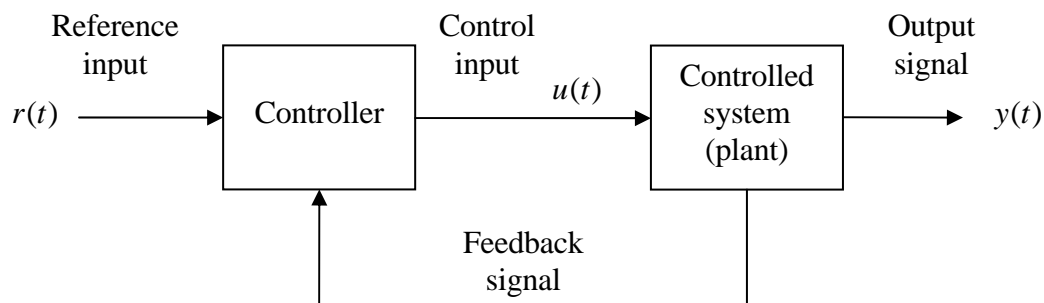 Reference
input
r(t)
Controller
Control
input
u(t)
Controlled
system
(plant)
Output
signal
y(t)
Feedback
signal